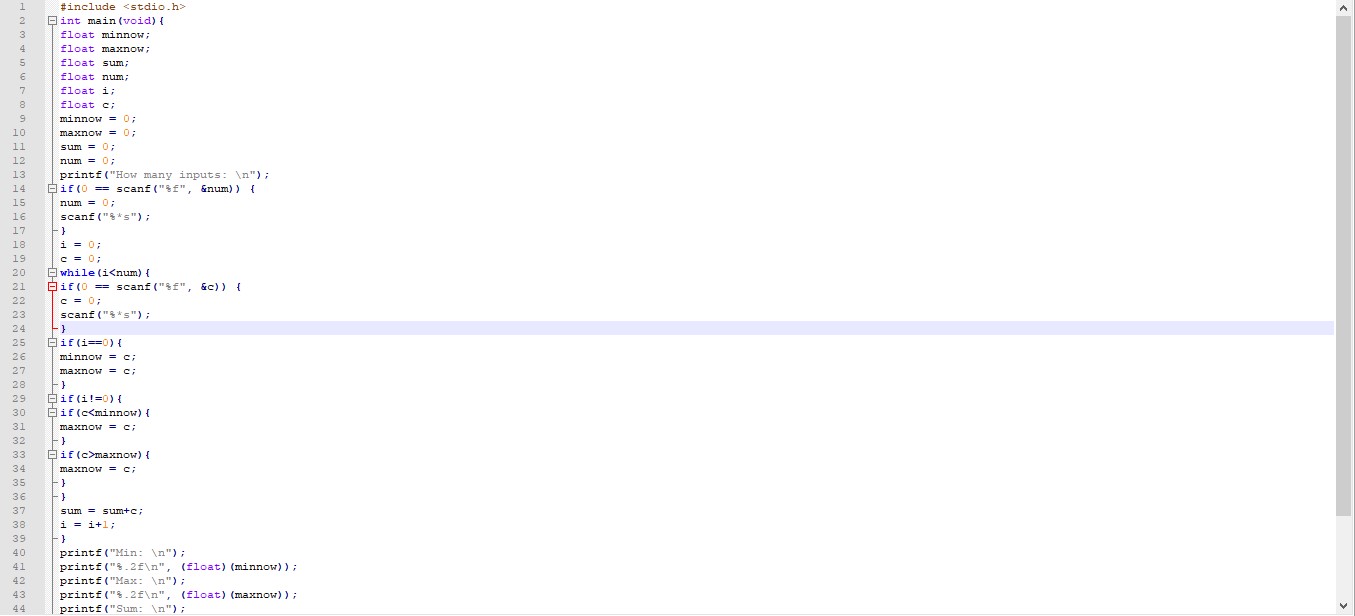 1 #include <stdio.h>
2 int main(void){
3 float minnow;
4 float maxnow;
5 float sum;
6 float num;
7 float i;
8 float c;
9 minnow = 0;
10 maxnow = 0;
11 sum = 0;
12 num = 0;
13 printf("How many inputs: \n");
14 if(0 == scanf("%f", &num)) {
15 num = 0;
16 scanf("%*s");
17 }
18 i = 0;
19 c = 0;
20 while(i<num){
21 if(0 == scanf("%f", &c)) {
22 c = 0;
23 scanf("%*s");
24 }
25 if(i==0){
26 minnow = c;
27 maxnow = c;
28 }
29 if(i!=0){
30 if(c<minnow){
31 maxnow = c;
32 }
33 if(c>maxnow){
34 maxnow = c;
35 }
36 }
37 sum = sum+c;
38 i = i+1;
39 }
40 printf("Min: \n");
41 printf("%.2f\n", (float)(minnow));
42 printf("Max: \n");
43 printf("%.2f\n", (float)(maxnow));
44 printf("Sum: \n");